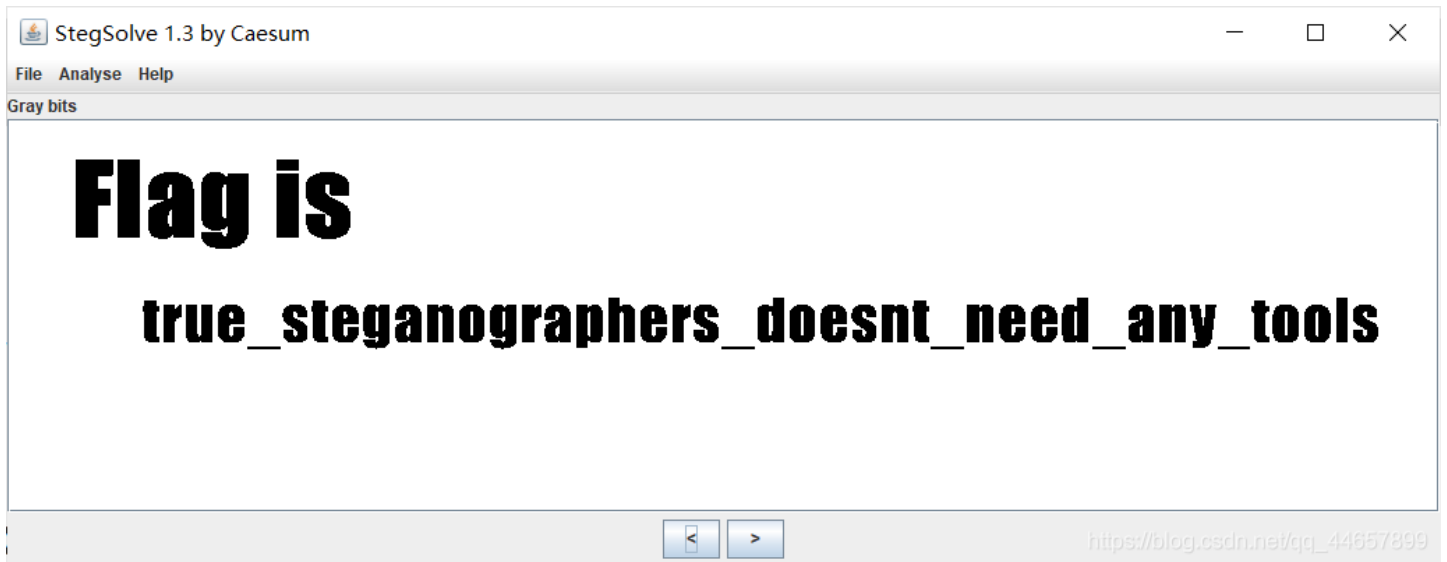 StegSolve 1.3 by Caesum
File Analyse Help
Gray bits
Flag is
true_steganographers_doesnt_need_any_tools
< >
https://blog.csdn.net/qq_44657899